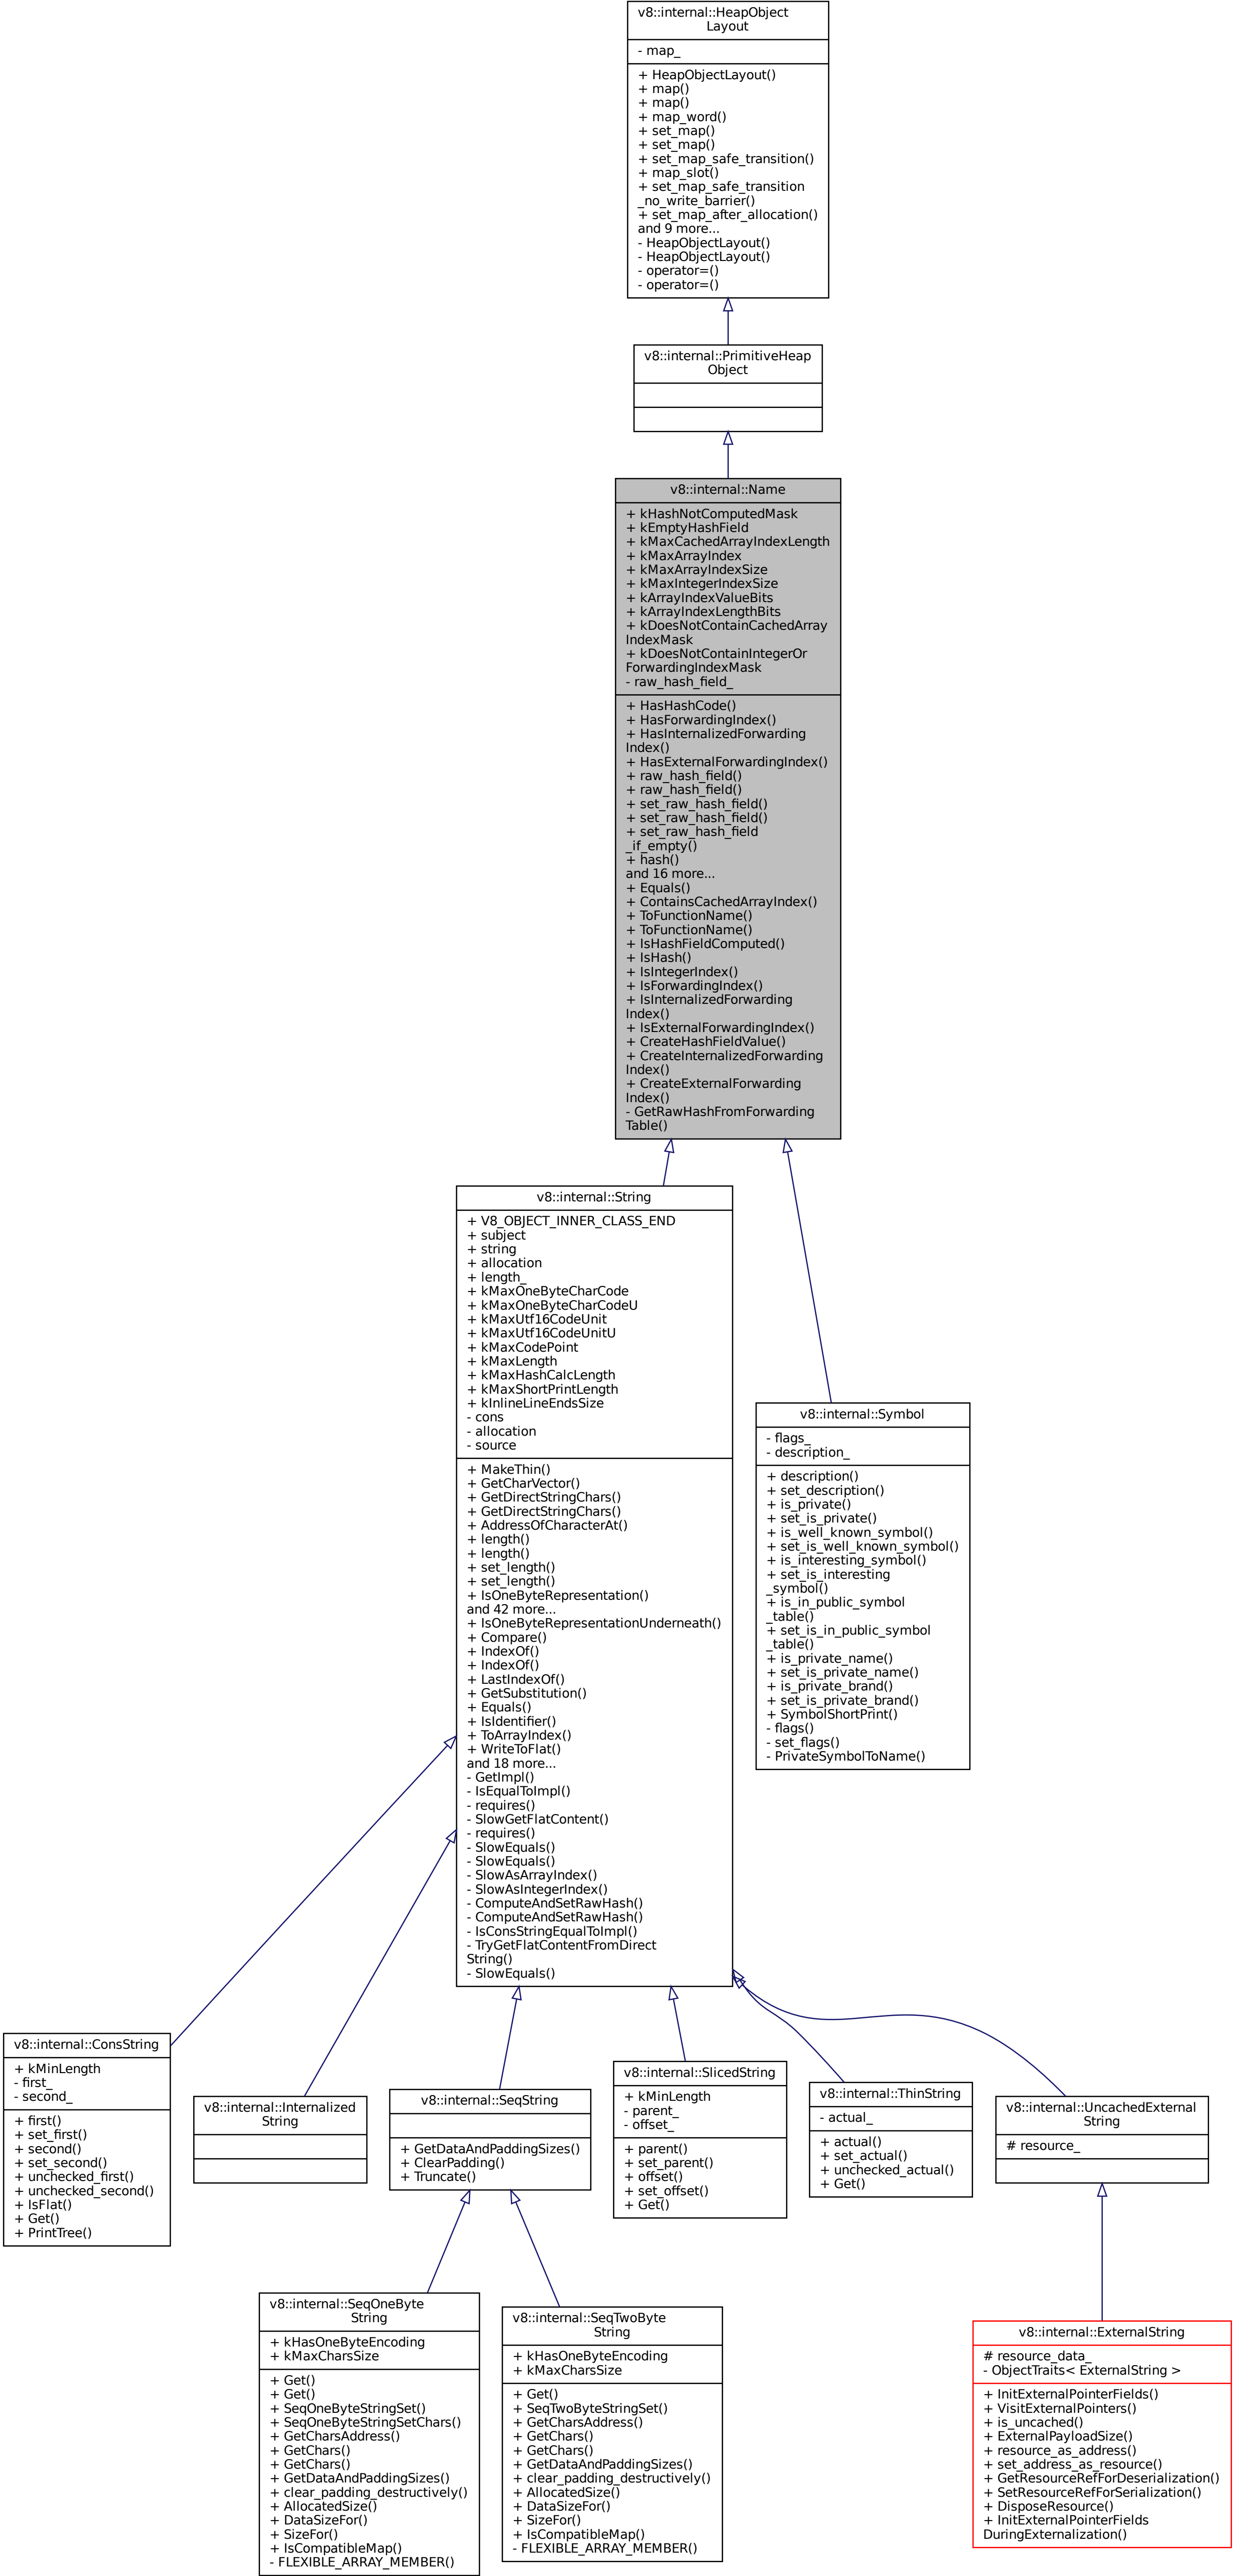 v8::internal::HeapObject
Layout
- map_
+ HeapObjectLayout()
+ map()
+ map()
+ map_word()
+ set_map()
+ set_map()
+ set_map_safe_transition()
+ map_slot()
+ set_map_safe_transition
_no_write_barrier()
+ set_map_after_allocation()
and 9 more...
- HeapObjectLayout()
- HeapObjectLayout()
- operator=()
- operator=()
v8::internal::PrimitiveHeap
Object
v8::internal::Name
+ kHashNotComputedMask
+ kEmptyHashField
+ kMaxCachedArrayIndexLength
+ kMaxArrayIndex
+ kMaxArrayIndexSize
+ kMaxIntegerIndexSize
+ kArrayIndexValueBits
+ kArrayIndexLengthBits
+ kDoesNotContainCachedArray
IndexMask
+ kDoesNotContainIntegerOr
ForwardingIndexMask
- raw_hash_field_
+ HasHashCode()
+ HasForwardingIndex()
+ HasInternalizedForwarding
Index()
+ HasExternalForwardingIndex()
+ raw_hash_field()
+ raw_hash_field()
+ set_raw_hash_field()
+ set_raw_hash_field()
+ set_raw_hash_field
_if_empty()
+ hash()
and 16 more...
+ Equals()
+ ContainsCachedArrayIndex()
+ ToFunctionName()
+ ToFunctionName()
+ IsHashFieldComputed()
+ IsHash()
+ IsIntegerIndex()
+ IsForwardingIndex()
+ IsInternalizedForwarding
Index()
+ IsExternalForwardingIndex()
+ CreateHashFieldValue()
+ CreateInternalizedForwarding
Index()
+ CreateExternalForwarding
Index()
- GetRawHashFromForwarding
Table()
v8::internal::String
+ V8_OBJECT_INNER_CLASS_END
+ subject
+ string
+ allocation
+ length_
+ kMaxOneByteCharCode
+ kMaxOneByteCharCodeU
+ kMaxUtf16CodeUnit
+ kMaxUtf16CodeUnitU
+ kMaxCodePoint
+ kMaxLength
+ kMaxHashCalcLength
+ kMaxShortPrintLength
+ kInlineLineEndsSize
- cons
- allocation
- source
+ MakeThin()
+ GetCharVector()
+ GetDirectStringChars()
+ GetDirectStringChars()
+ AddressOfCharacterAt()
+ length()
+ length()
+ set_length()
+ set_length()
+ IsOneByteRepresentation()
and 42 more...
+ IsOneByteRepresentationUnderneath()
+ Compare()
+ IndexOf()
+ IndexOf()
+ LastIndexOf()
+ GetSubstitution()
+ Equals()
+ IsIdentifier()
+ ToArrayIndex()
+ WriteToFlat()
and 18 more...
- GetImpl()
- IsEqualToImpl()
- requires()
- SlowGetFlatContent()
- requires()
- SlowEquals()
- SlowEquals()
- SlowAsArrayIndex()
- SlowAsIntegerIndex()
- ComputeAndSetRawHash()
- ComputeAndSetRawHash()
- IsConsStringEqualToImpl()
- TryGetFlatContentFromDirect
String()
- SlowEquals()
v8::internal::Symbol
- flags_
- description_
+ description()
+ set_description()
+ is_private()
+ set_is_private()
+ is_well_known_symbol()
+ set_is_well_known_symbol()
+ is_interesting_symbol()
+ set_is_interesting
_symbol()
+ is_in_public_symbol
_table()
+ set_is_in_public_symbol
_table()
+ is_private_name()
+ set_is_private_name()
+ is_private_brand()
+ set_is_private_brand()
+ SymbolShortPrint()
- flags()
- set_flags()
- PrivateSymbolToName()
v8::internal::ConsString
+ kMinLength
- first_
- second_
+ first()
+ set_first()
+ second()
+ set_second()
+ unchecked_first()
+ unchecked_second()
+ IsFlat()
+ Get()
+ PrintTree()
v8::internal::Internalized
String
v8::internal::SeqString
+ GetDataAndPaddingSizes()
+ ClearPadding()
+ Truncate()
v8::internal::SlicedString
+ kMinLength
- parent_
- offset_
+ parent()
+ set_parent()
+ offset()
+ set_offset()
+ Get()
v8::internal::ThinString
- actual_
+ actual()
+ set_actual()
+ unchecked_actual()
+ Get()
v8::internal::UncachedExternal
String
# resource_
v8::internal::SeqOneByte
String
+ kHasOneByteEncoding
+ kMaxCharsSize
+ Get()
+ Get()
+ SeqOneByteStringSet()
+ SeqOneByteStringSetChars()
+ GetCharsAddress()
+ GetChars()
+ GetChars()
+ GetDataAndPaddingSizes()
+ clear_padding_destructively()
+ AllocatedSize()
+ DataSizeFor()
+ SizeFor()
+ IsCompatibleMap()
- FLEXIBLE_ARRAY_MEMBER()
v8::internal::SeqTwoByte
String
+ kHasOneByteEncoding
+ kMaxCharsSize
+ Get()
+ SeqTwoByteStringSet()
+ GetCharsAddress()
+ GetChars()
+ GetChars()
+ GetDataAndPaddingSizes()
+ clear_padding_destructively()
+ AllocatedSize()
+ DataSizeFor()
+ SizeFor()
+ IsCompatibleMap()
- FLEXIBLE_ARRAY_MEMBER()
v8::internal::ExternalString
# resource_data_
- ObjectTraits< ExternalString >
+ InitExternalPointerFields()
+ VisitExternalPointers()
+ is_uncached()
+ ExternalPayloadSize()
+ resource_as_address()
+ set_address_as_resource()
+ GetResourceRefForDeserialization()
+ SetResourceRefForSerialization()
+ DisposeResource()
+ InitExternalPointerFields
DuringExternalization()